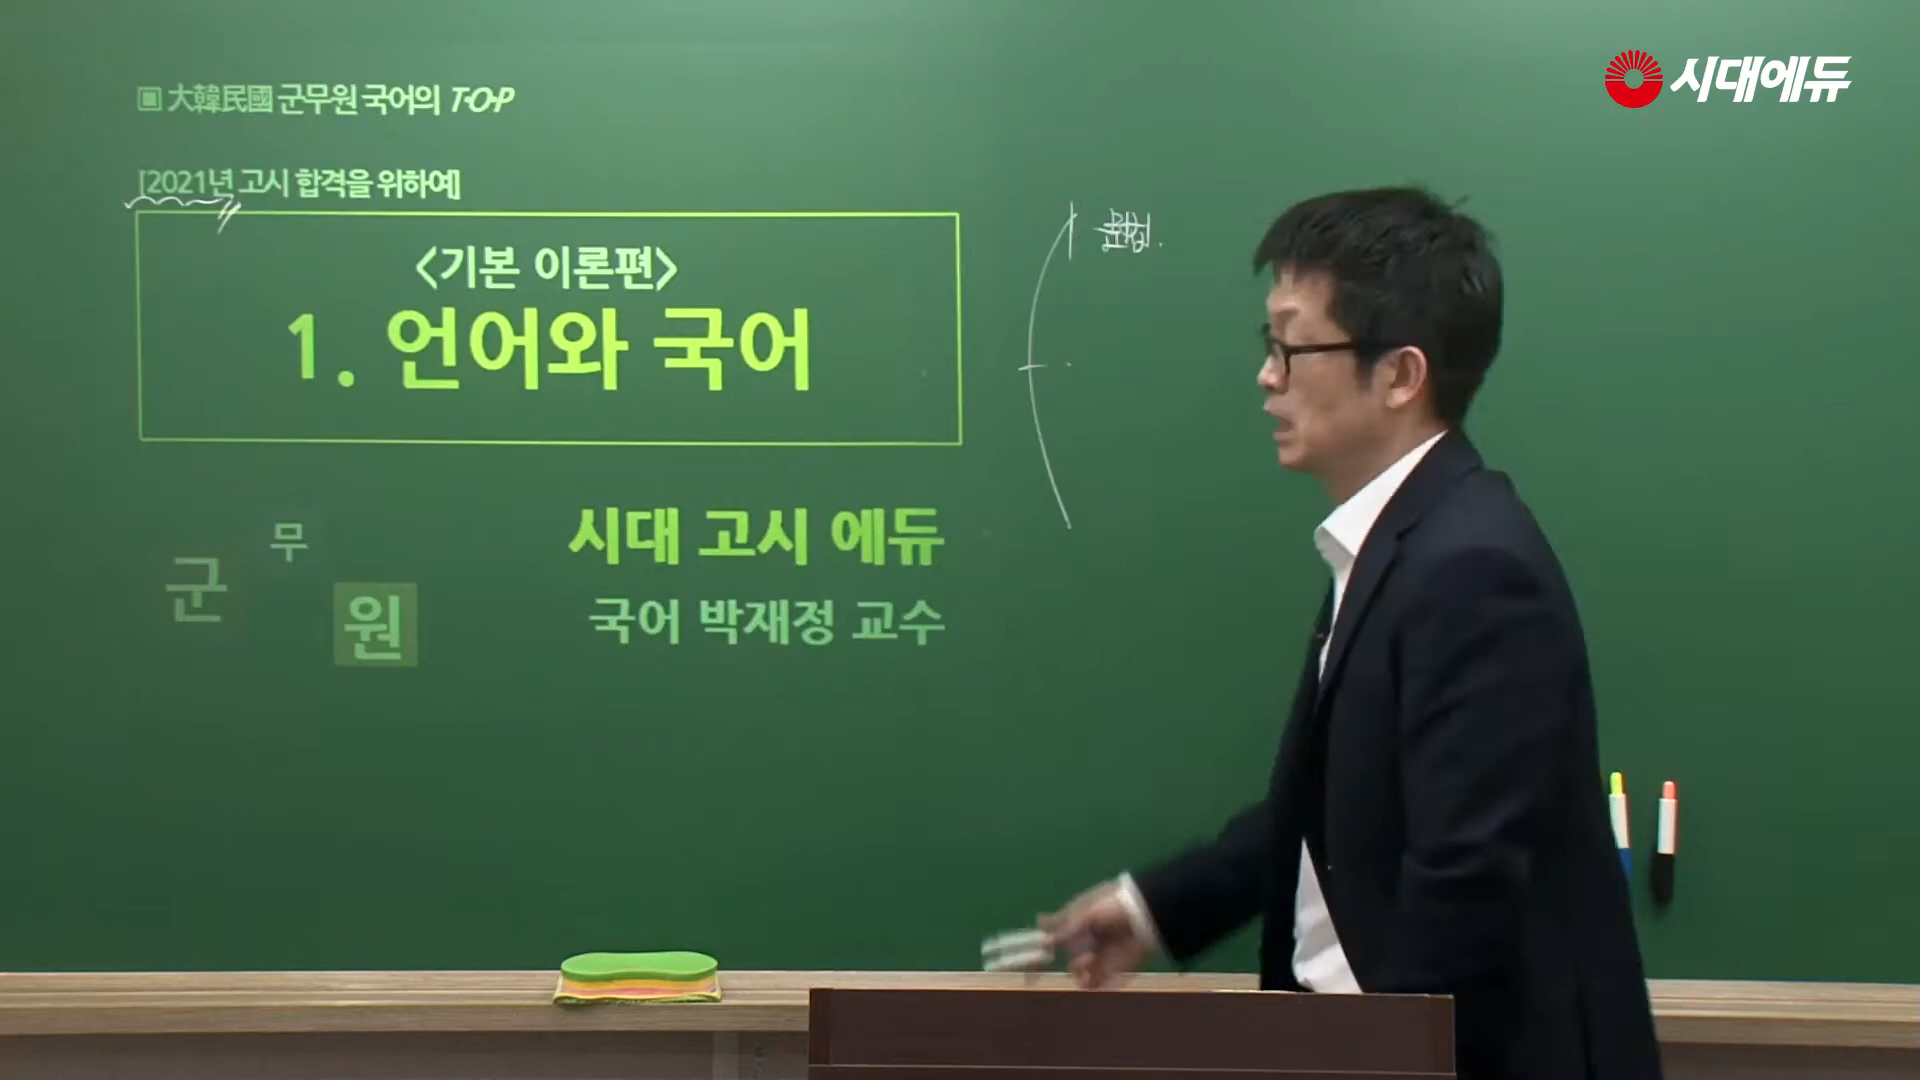 大韓民國 군무원 국어의 T·O·P
시대에듀
[2021년 고시 합격을 위하여]
<기본 이론편>
1. 언어와 국어
군무원
시대 고시 에듀
국어 박재정 교수